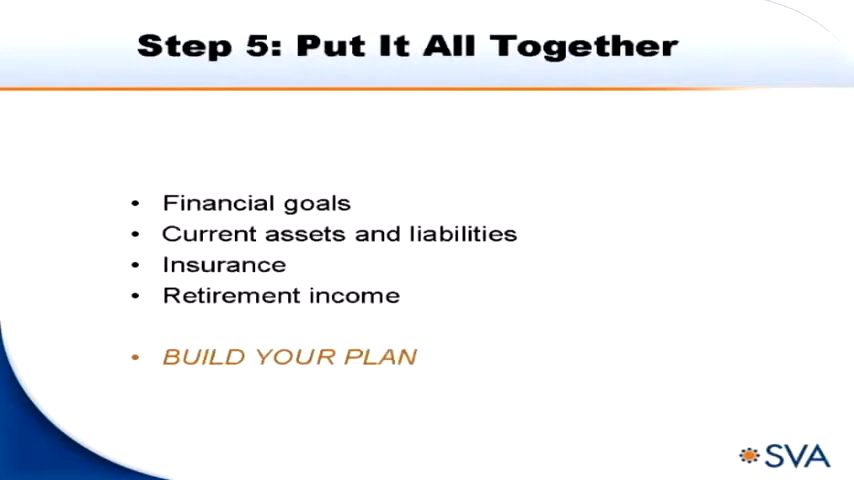 Step 5: Put It All Together
• Financial goals
• Current assets and liabilities
• Insurance
• Retirement income
• BUILD YOUR PLAN
SVA